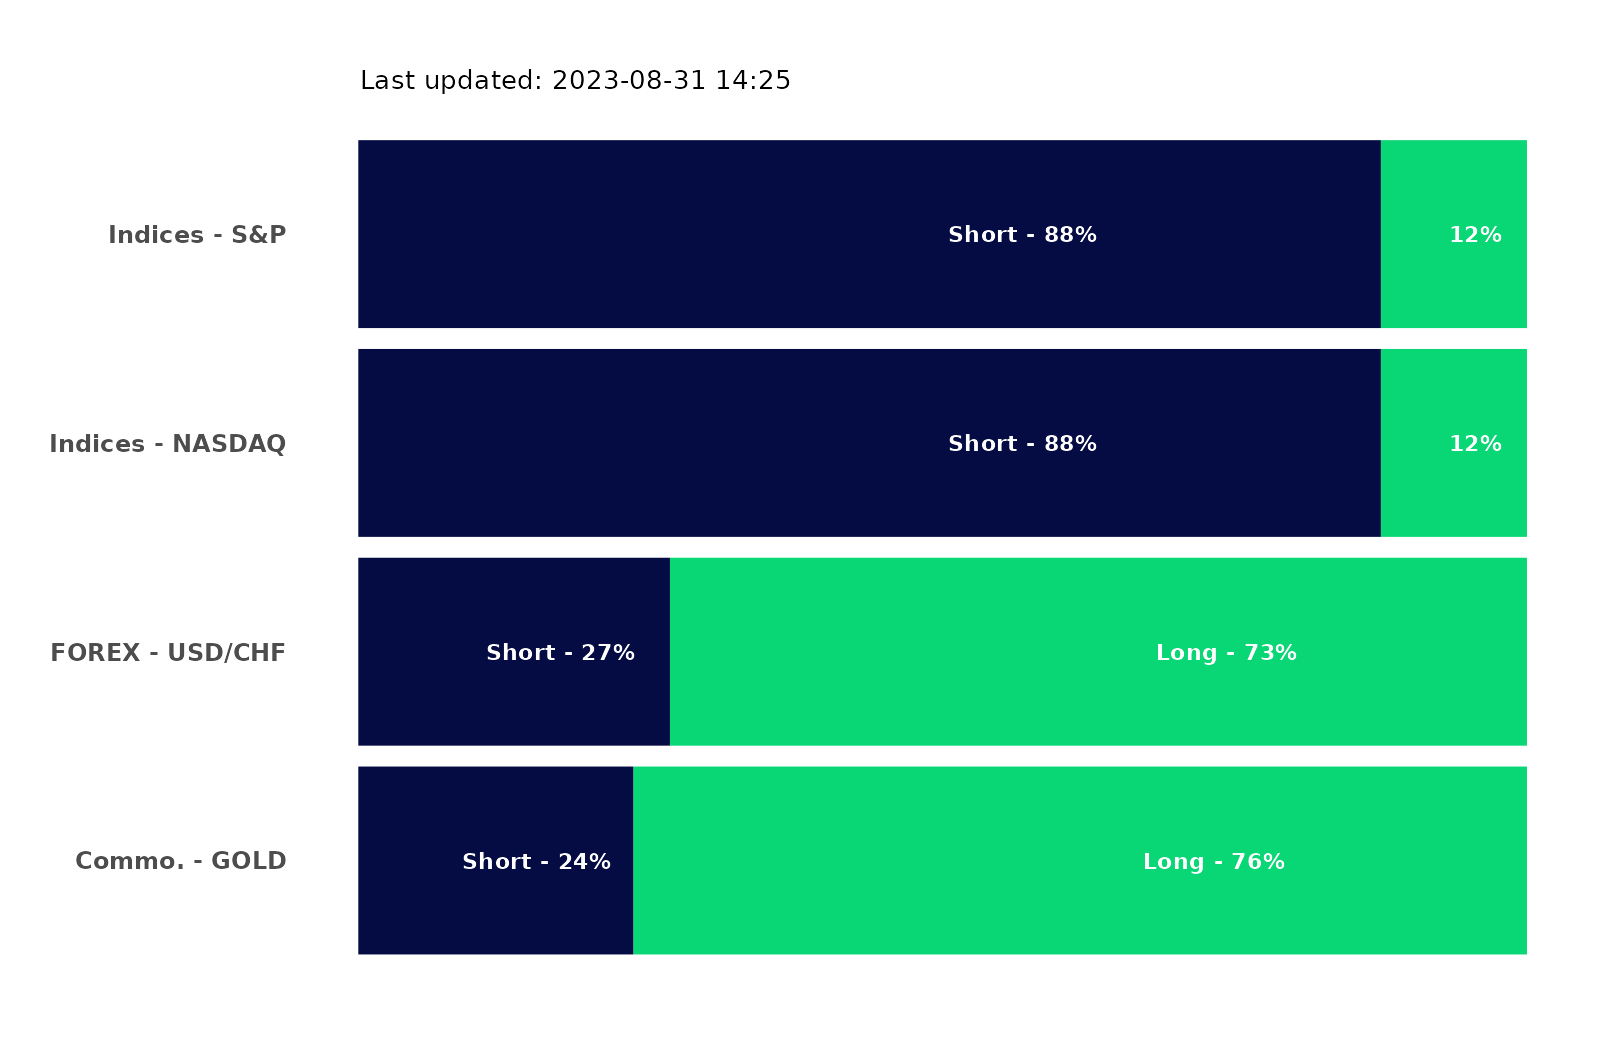 Last updated: 2023-08-31 14:25
Indices - S&P Short - 88% 12%
Indices - NASDAQ Short - 88% 12%
FOREX - USD/CHF Short - 27% Long - 73%
Commo. - GOLD Short - 24% Long - 76%